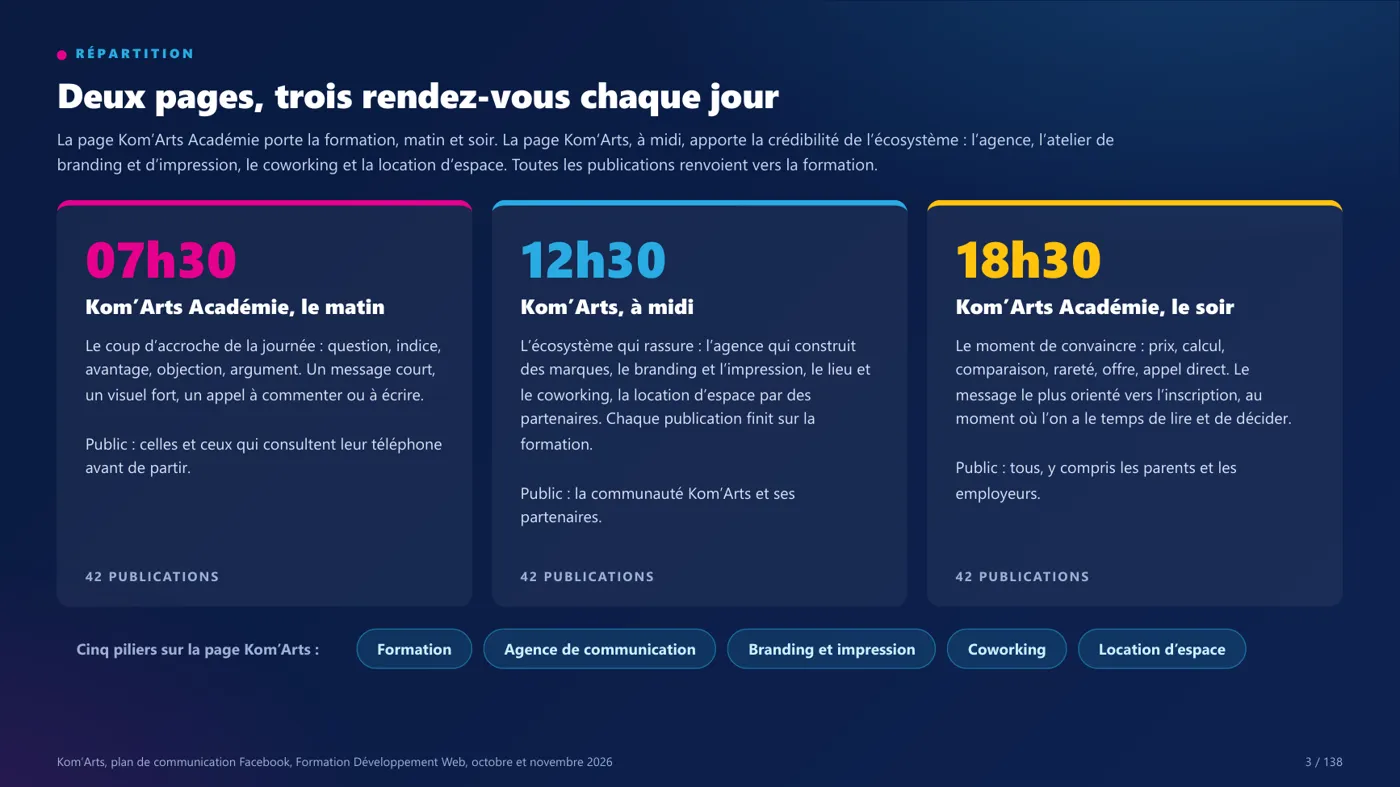 RÉPARTITION
Deux pages, trois rendez-vous chaque jour
La page Kom’Arts Académie porte la formation, matin et soir. La page Kom’Arts, à midi, apporte la crédibilité de l’écosystème : l’agence, l’atelier de
branding et d’impression, le coworking et la location d’espace. Toutes les publications renvoient vers la formation.
07h30
Kom’Arts Académie, le matin
Le coup d’accroche de la journée : question, indice,
avantage, objection, argument. Un message court,
un visuel fort, un appel à commenter ou à écrire.
Public : celles et ceux qui consultent leur téléphone
avant de partir.
42 PUBLICATIONS
12h30
Kom’Arts, à midi
L’écosystème qui rassure : l’agence qui construit
des marques, le branding et l’impression, le lieu et
le coworking, la location d’espace par des
partenaires. Chaque publication finit sur la
formation.
Public : la communauté Kom’Arts et ses
partenaires.
42 PUBLICATIONS
18h30
Kom’Arts Académie, le soir
Le moment de convaincre : prix, calcul,
comparaison, rareté, offre, appel direct. Le
message le plus orienté vers l’inscription, au
moment où l’on a le temps de lire et de décider.
Public : tous, y compris les parents et les
employeurs.
42 PUBLICATIONS
Cinq piliers sur la page Kom’Arts :
Formation
Agence de communication
Branding et impression
Coworking
Location d’espace
Kom’Arts, plan de communication Facebook, Formation Développement Web, octobre et novembre 2026
3 / 138